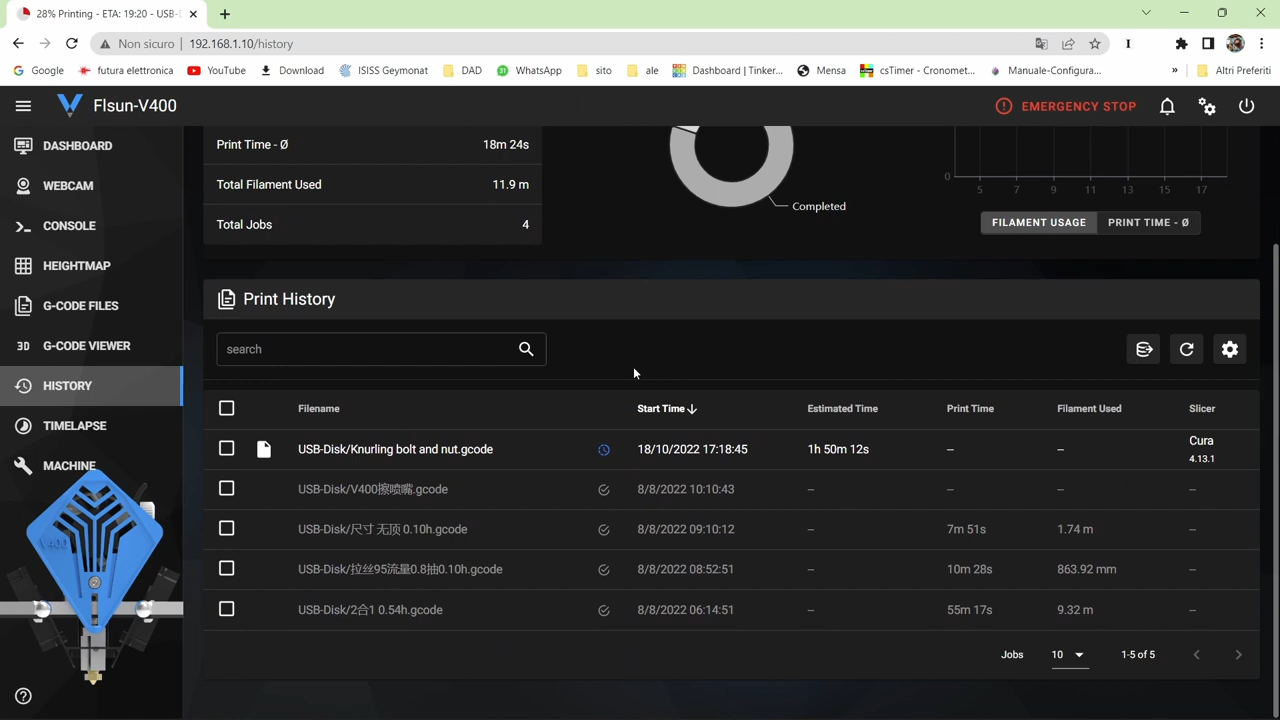 28% Printing - ETA: 19:20 - USB-
Non sicuro | 192.168.1.10/history
Google futura elettronica YouTube Download ISISS Geymonat DAD WhatsApp sito ale Dashboard | Tinker... Mensa csTimer - Cronomet... Manuale-Configura... » Altri Preferiti
Flsun-V400
EMERGENCY STOP
DASHBOARD
WEBCAM
CONSOLE
HEIGHTMAP
G-CODE FILES
3D G-CODE VIEWER
HISTORY
TIMELAPSE
MACHINE
V400
Print Time - Ø 18m 24s
Total Filament Used 11.9 m
Total Jobs 4
Completed
0
5 7 9 11 13 15 17
FILAMENT USAGE PRINT TIME - Ø
Print History
search
Filename Start Time Estimated Time Print Time Filament Used Slicer
USB-Disk/Knurling bolt and nut.gcode 18/10/2022 17:18:45 1h 50m 12s -- -- Cura
4.13.1
USB-Disk/V400擦喷嘴.gcode 8/8/2022 10:10:43 -- -- -- --
USB-Disk/尺寸 无顶 0.10h.gcode 8/8/2022 09:10:12 -- 7m 51s 1.74 m --
USB-Disk/拉丝95流量0.8抽0.10h.gcode 8/8/2022 08:52:51 -- 10m 28s 863.92 mm --
USB-Disk/2合1 0.54h.gcode 8/8/2022 06:14:51 -- 55m 17s 9.32 m --
Jobs 10 1-5 of 5